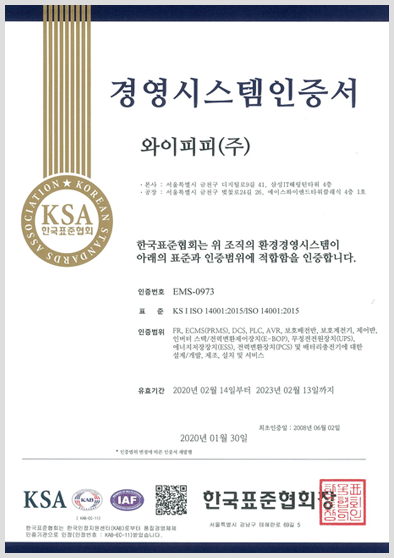 경영시스템인증서
와이피피(주)
· 본사 : 서울특별시 금천구 디지털로9길 41, 삼성IT해링턴타워 4층
· 공장 : 서울특별시 금천구 벚꽃로24길 26, 에이스하이엔드타워클래식 4층 1호
KOREAN STANDARDS ASSOCIATION
KSA
한국표준협회
한국표준협회는 위 조직의 환경경영시스템이
아래의 표준과 인증범위에 적합함을 인증합니다.
인증번호 EMS-0973
표 준 KS I ISO 14001:2015/ISO 14001:2015
인증범위 FR, ECMS(PRMS), DCS, PLC, AVR, 보호배전반, 보호계전기, 제어반,
인버터 스택/전력변환제어장치(E-BOP), 무정전전원장치(UPS),
에너지저장장치(ESS), 전력변환장치(PCS) 및 배터리충전기에 대한
설계/개발, 제조, 설치 및 서비스
유효기간 2020년 02월 14일부터 2023년 02월 13일까지
최초인증일 : 2008년 06월 02일
2020년 01월 30일
* 인증범위 변경에 따른 인증서 재발행
KSA
KAB
IAF
( KAB-EC-11)
한국표준협회장
한국표준협회는 한국인정지원센터(KAB)로부터 품질경영체제
인증기관으로 인정(인정번호 : KAB-EC-11)받았습니다.
서울특별시 강남구 테헤란로 69길 5